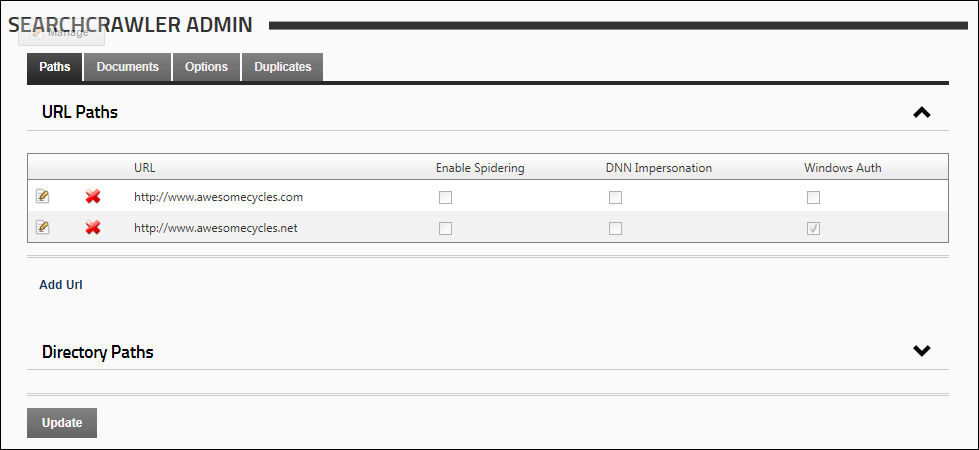 SEARCHCRAWLER ADMIN
Manage
Paths Documents Options Duplicates
URL Paths
URL Enable Spidering DNN Impersonation Windows Auth
http://www.awesomecycles.com
http://www.awesomecycles.net
Add Url
Directory Paths
Update